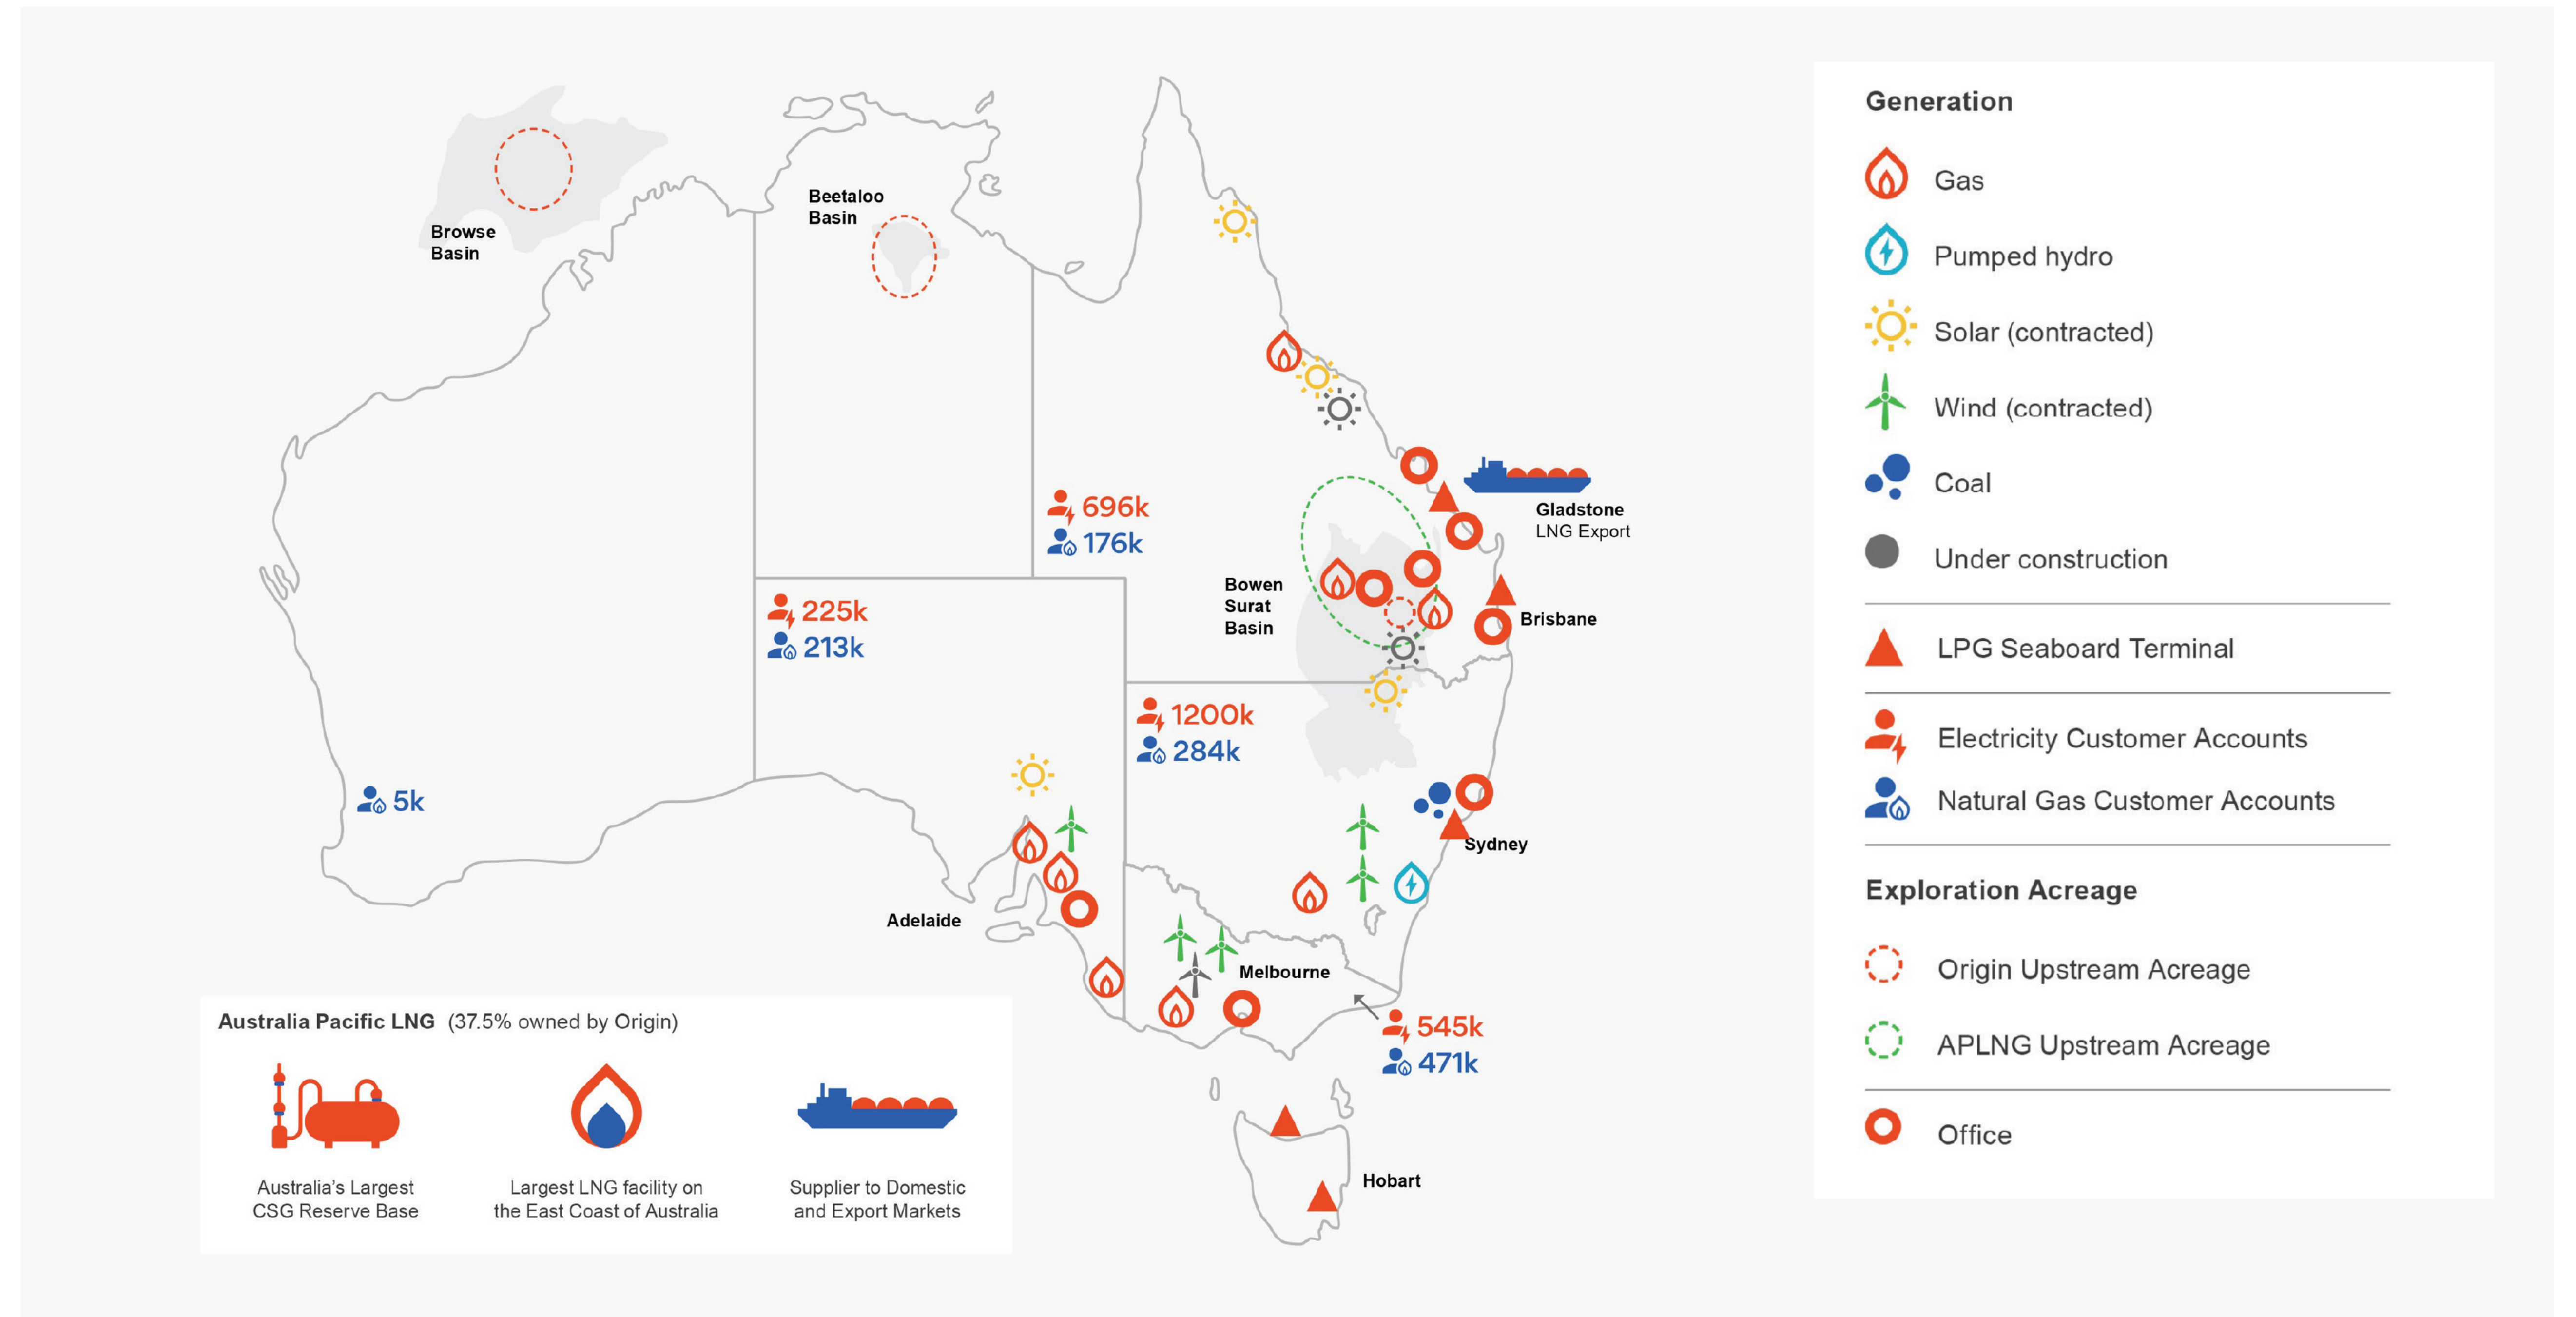 Browse
Basin
Beetaloo
Basin
696k
176k
225k
213k
1200k
284k
5k
Bowen
Surat
Basin
Gladstone
LNG Export
Brisbane
Sydney
Adelaide
Melbourne
545k
471k
Hobart
Australia Pacific LNG (37.5% owned by Origin)
Australia's Largest
CSG Reserve Base
Largest LNG facility on
the East Coast of Australia
Supplier to Domestic
and Export Markets
Generation
Gas
Pumped hydro
Solar (contracted)
Wind (contracted)
Coal
Under construction
LPG Seaboard Terminal
Electricity Customer Accounts
Natural Gas Customer Accounts
Exploration Acreage
Origin Upstream Acreage
APLNG Upstream Acreage
Office